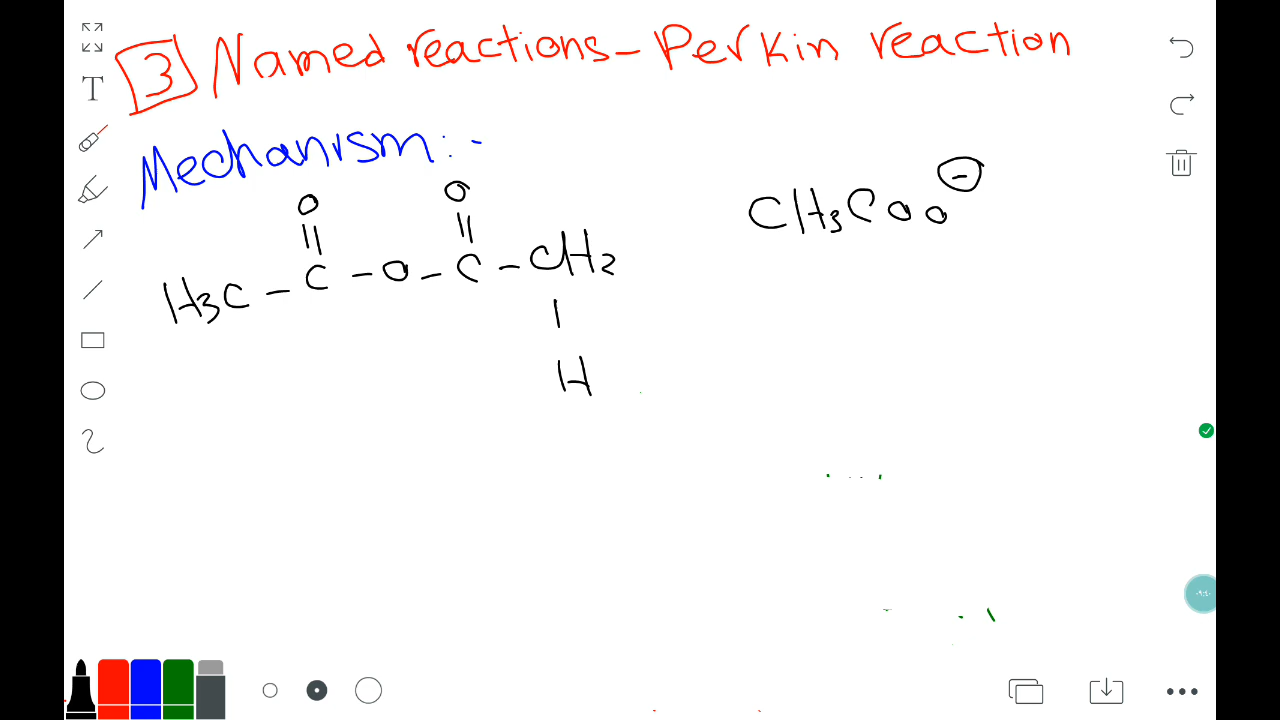 3 Named reactions - Perkin reaction
Mechanism :-
O O
|| ||
H3C - C - O - C - CH2
|
H
CH3COO⊖
T